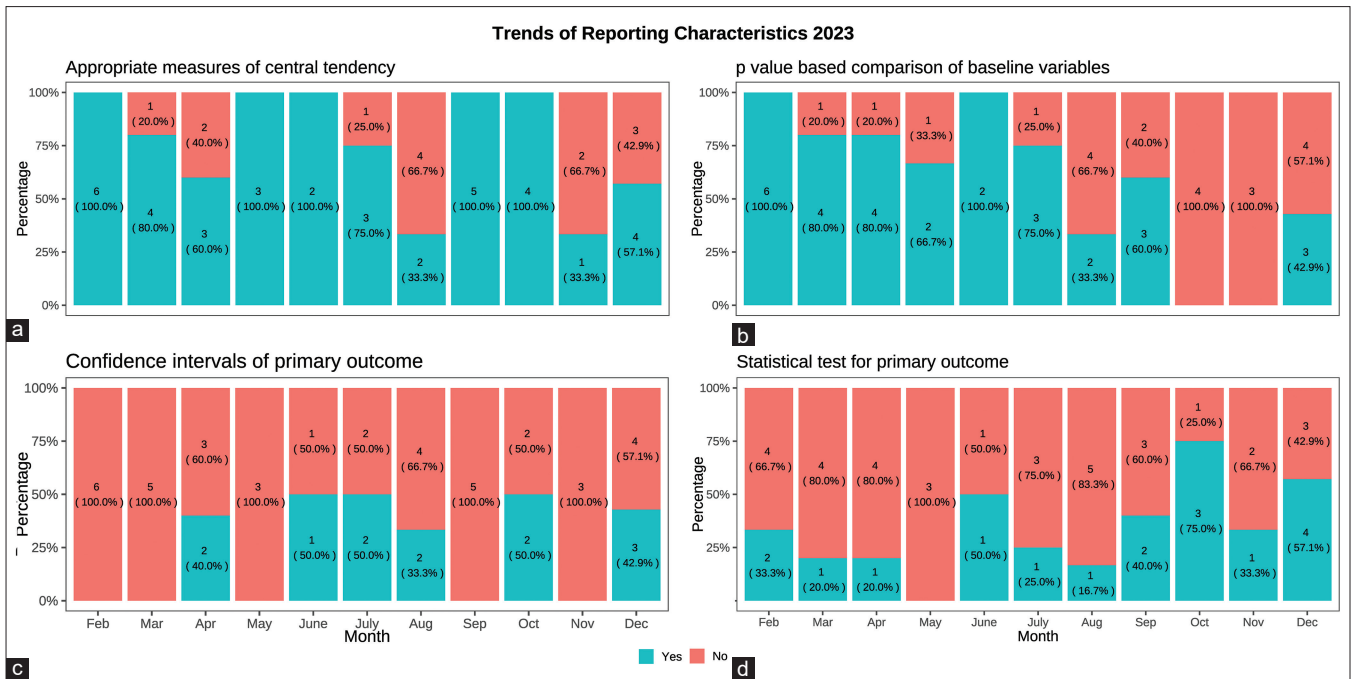 Trends of Reporting Characteristics 2023
Appropriate measures of central tendency
Percentage
100%
75%
50%
25%
0%
6
( 100.0% )
1
( 20.0% )
4
( 80.0% )
2
( 40.0% )
3
( 60.0% )
3
( 100.0% )
2
( 100.0% )
1
( 25.0% )
3
( 75.0% )
4
( 66.7% )
2
( 33.3% )
5
( 100.0% )
4
( 100.0% )
2
( 66.7% )
1
( 33.3% )
3
( 42.9% )
4
( 57.1% )
a
p value based comparison of baseline variables
Percentage
100%
75%
50%
25%
0%
6
( 100.0% )
1
( 20.0% )
4
( 80.0% )
1
( 20.0% )
4
( 80.0% )
1
( 33.3% )
2
( 66.7% )
2
( 100.0% )
1
( 25.0% )
3
( 75.0% )
4
( 66.7% )
2
( 33.3% )
2
( 40.0% )
3
( 60.0% )
4
( 100.0% )
3
( 100.0% )
4
( 57.1% )
3
( 42.9% )
b
Confidence intervals of primary outcome
Percentage
100%
75%
50%
25%
0%
6
( 100.0% )
5
( 100.0% )
3
( 60.0% )
2
( 40.0% )
3
( 100.0% )
1
( 50.0% )
1
( 50.0% )
2
( 50.0% )
2
( 50.0% )
4
( 66.7% )
2
( 33.3% )
5
( 100.0% )
2
( 50.0% )
2
( 50.0% )
3
( 100.0% )
4
( 57.1% )
3
( 42.9% )
Feb Mar Apr May June July Aug Sep Oct Nov Dec
Month
c
Statistical test for primary outcome
Percentage
100%
75%
50%
25%
4
( 66.7% )
2
( 33.3% )
4
( 80.0% )
1
( 20.0% )
4
( 80.0% )
1
( 20.0% )
3
( 100.0% )
1
( 50.0% )
1
( 50.0% )
3
( 75.0% )
1
( 25.0% )
5
( 83.3% )
1
( 16.7% )
3
( 60.0% )
2
( 40.0% )
1
( 25.0% )
3
( 75.0% )
2
( 66.7% )
1
( 33.3% )
3
( 42.9% )
4
( 57.1% )
Feb Mar Apr May June July Aug Sep Oct Nov Dec
Month
d
Yes No